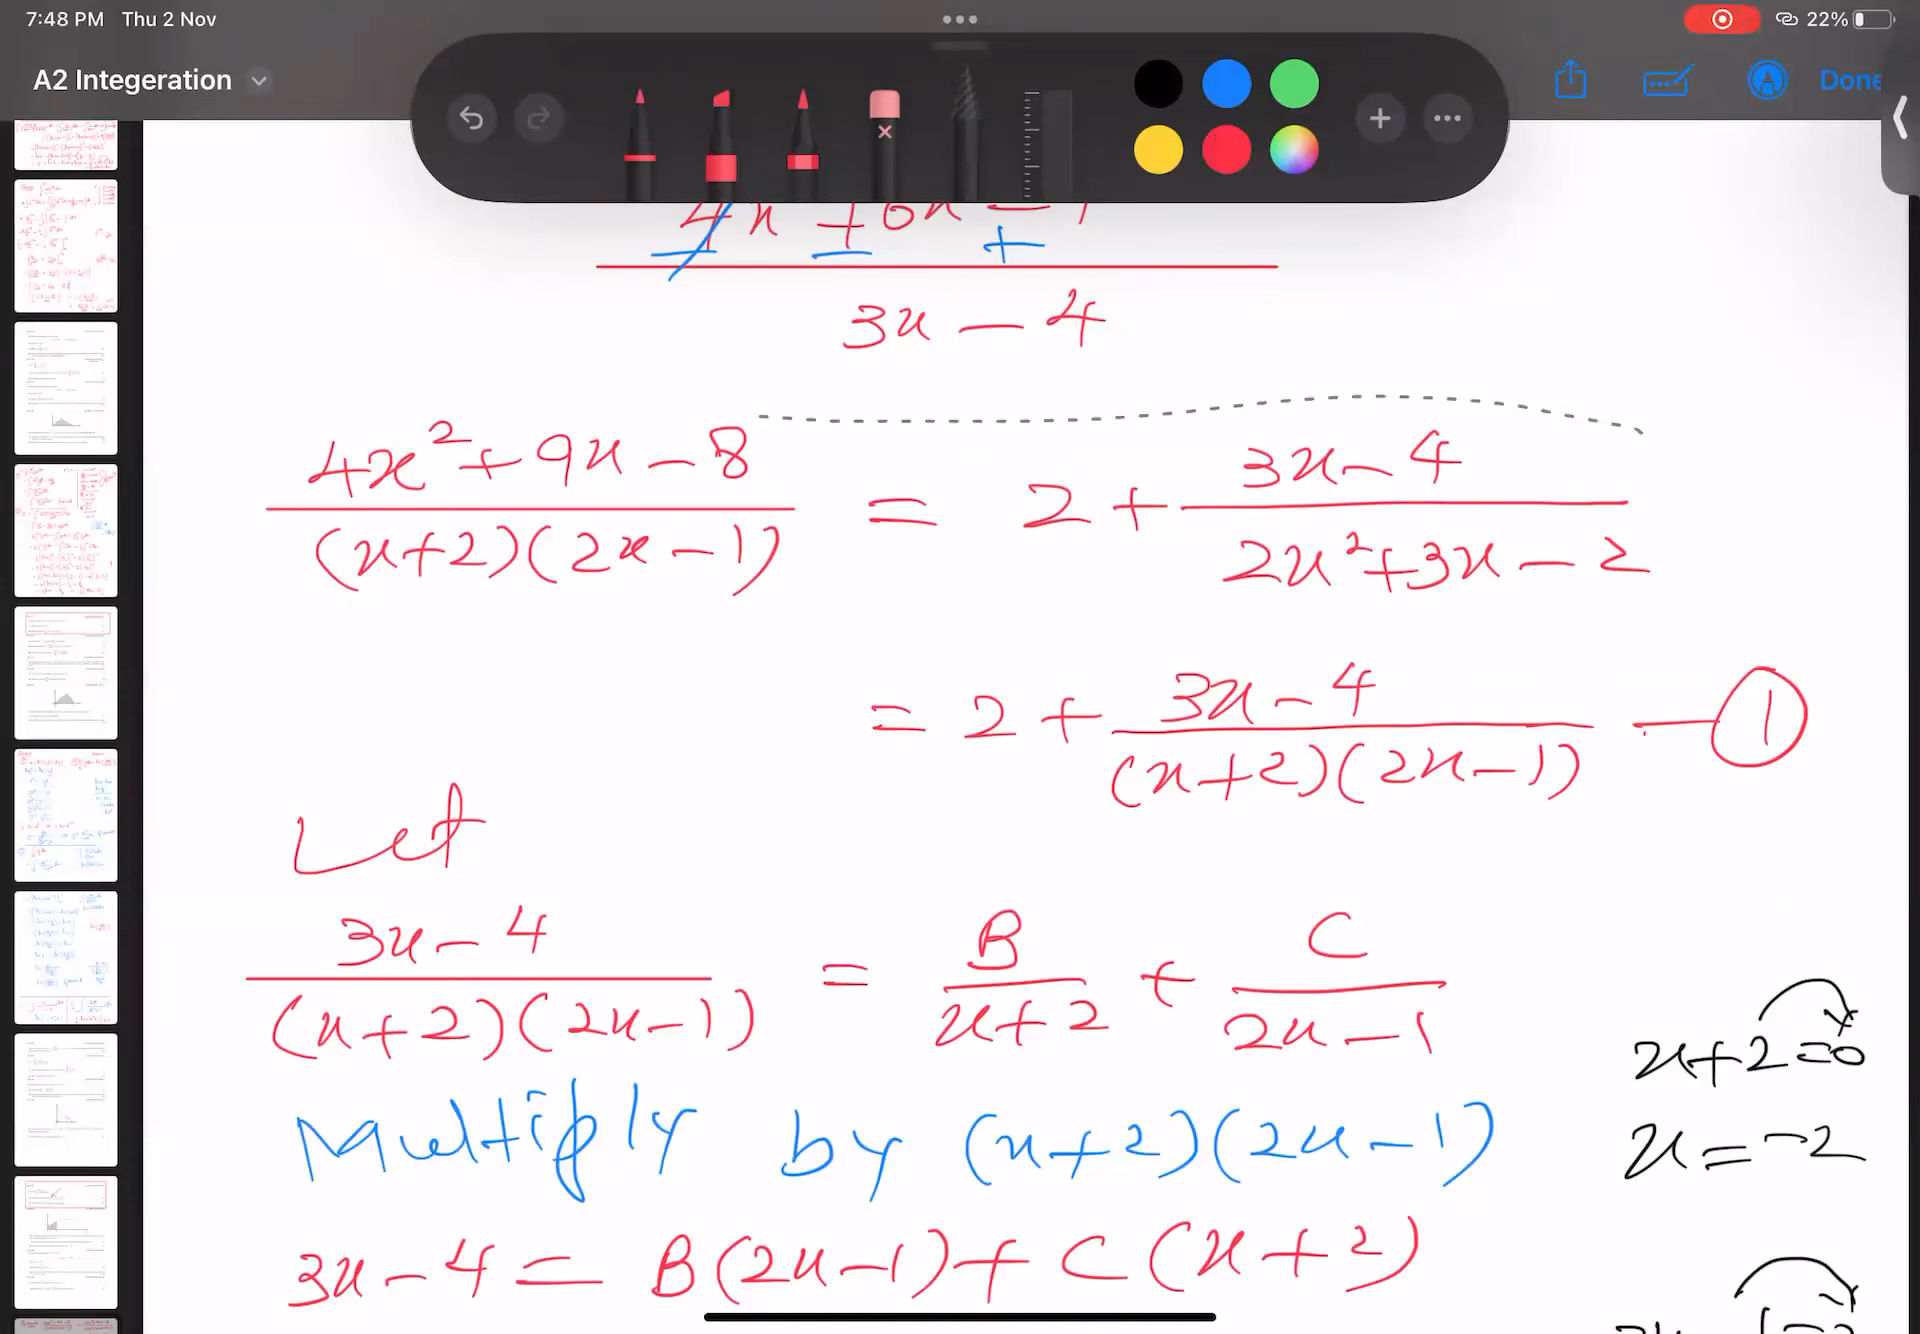 7:48 PM Thu 2 Nov
22%
A2 Integeration
Done
3x - 4
4x²+9x-8 / (x+2)(2x-1) = 2 + 3x-4 / 2x²+3x-2
= 2 + 3x-4 / (x+2)(2x-1) — ①
Let
3x-4 / (x+2)(2x-1) = B / x+2 + C / 2x-1
x+2=0
Multiply by (x+2)(2x-1)
x=-2
3x-4 = B(2x-1)+ C (x+2)